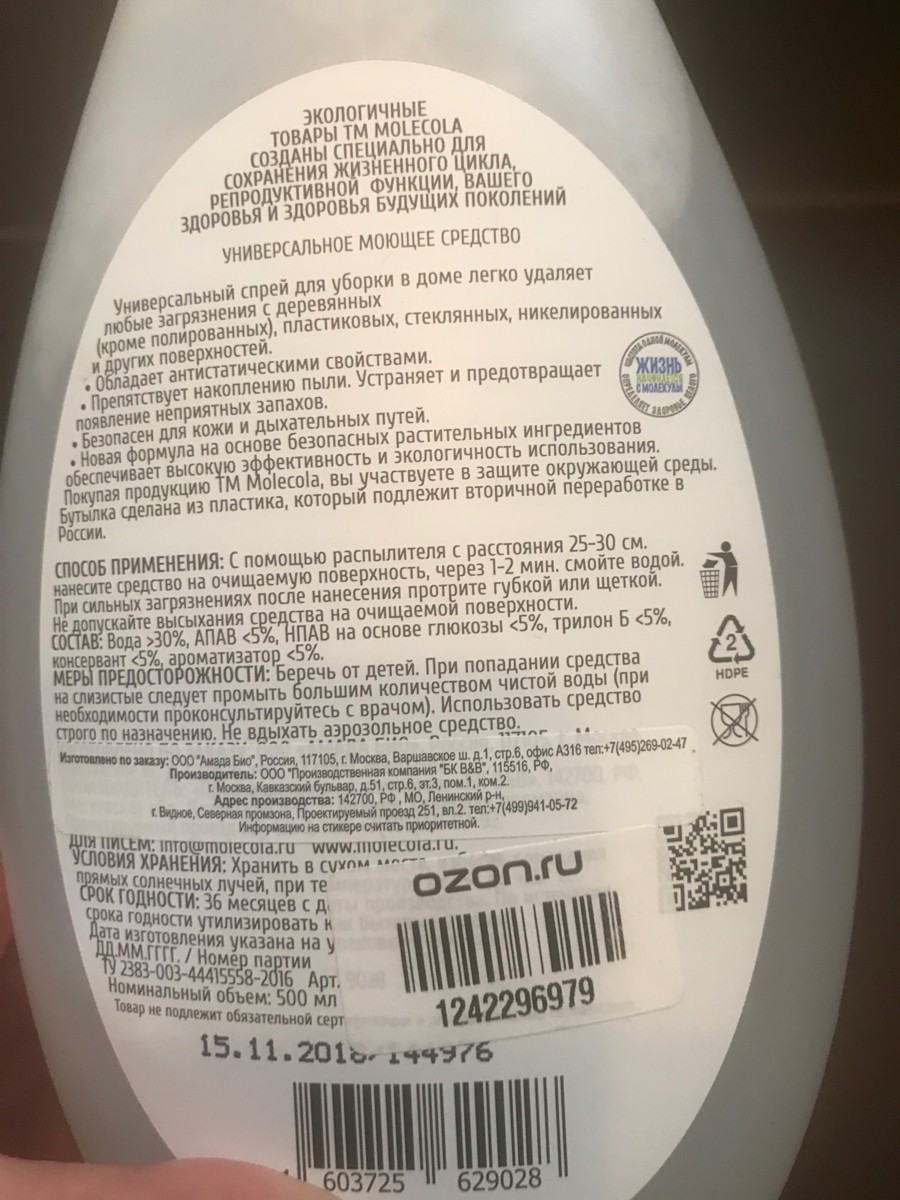 ЭКОЛОГИЧНЫЕ
ТОВАРЫ ТМ MOLECOLA
СОЗДАНЫ СПЕЦИАЛЬНО ДЛЯ
СОХРАНЕНИЯ ЖИЗНЕННОГО ЦИКЛА,
РЕПРОДУКТИВНОЙ ФУНКЦИИ, ВАШЕГО
ЗДОРОВЬЯ И ЗДОРОВЬЯ БУДУЩИХ ПОКОЛЕНИЙ
УНИВЕРСАЛЬНОЕ МОЮЩЕЕ СРЕДСТВО
Универсальный спрей для уборки в доме легко удаляет
любые загрязнения с деревянных
(кроме полированных), пластиковых, стеклянных, никелированных
и других поверхностей.
• Обладает антистатическими свойствами.
• Препятствует накоплению пыли. Устраняет и предотвращает
появление неприятных запахов.
• Безопасен для кожи и дыхательных путей.
• Новая формула на основе безопасных растительных ингредиентов
обеспечивает высокую эффективность и экологичность использования.
Покупая продукцию ТМ Molecola, вы участвуете в защите окружающей среды.
Бутылка сделана из пластика, который подлежит вторичной переработке в
России.
ЖИЗНЬ
НАЧИНАЕТСЯ
С МОЛЕКУЛЫ
СПОСОБ ПРИМЕНЕНИЯ: С помощью распылителя с расстояния 25-30 см.
нанесите средство на очищаемую поверхность, через 1-2 мин. смойте водой.
При сильных загрязнениях после нанесения протрите губкой или щеткой.
Не допускайте высыхания средства на очищаемой поверхности.
СОСТАВ: Вода >30%, АПАВ <5%, НПАВ на основе глюкозы <5%, трилон Б <5%,
консервант <5%, ароматизатор <5%.
МЕРЫ ПРЕДОСТОРОЖНОСТИ: Беречь от детей. При попадании средства
на слизистые следует промыть большим количеством чистой воды (при
необходимости проконсультируйтесь с врачом). Использовать средство
строго по назначению. Не вдыхать аэрозольное средство.
2
HDPE
Изготовлено по заказу: ООО "Амада Био", Россия, 117105, г. Москва, Варшавское ш. д.1, стр.6, офис А316 тел:+7(495)269-02-47
Производитель: ООО "Производственная компания "БК В&В", 115516, РФ,
г. Москва, Кавказский бульвар, д.51, стр.6, эт.3, пом.1, ком.2.
Адрес производства: 142700, РФ , МО, Ленинский р-н,
г. Видное, Северная промзона, Проектируемый проезд 251, вл.2. тел:+7(499)941-05-72
Информацию на стикере считать приоритетной.
ДЛЯ ПИСЕМ: info@molecola.ru www.molecola.ru.
УСЛОВИЯ ХРАНЕНИЯ: Хранить в сухом
прямых солнечных лучей, при те
СРОК ГОДНОСТИ: 36 месяцев с д
срока годности утилизировать к
Дата изготовления указана на у
ДД.ММ.ГГГГ. / Номер партии
ТУ 2383-003-44415558-2016 Арт.
Номинальный объем: 500 мл
Товар не подлежит обязательной серт
ozon.ru
1242296979
15.11.2018/144976
603725 629028